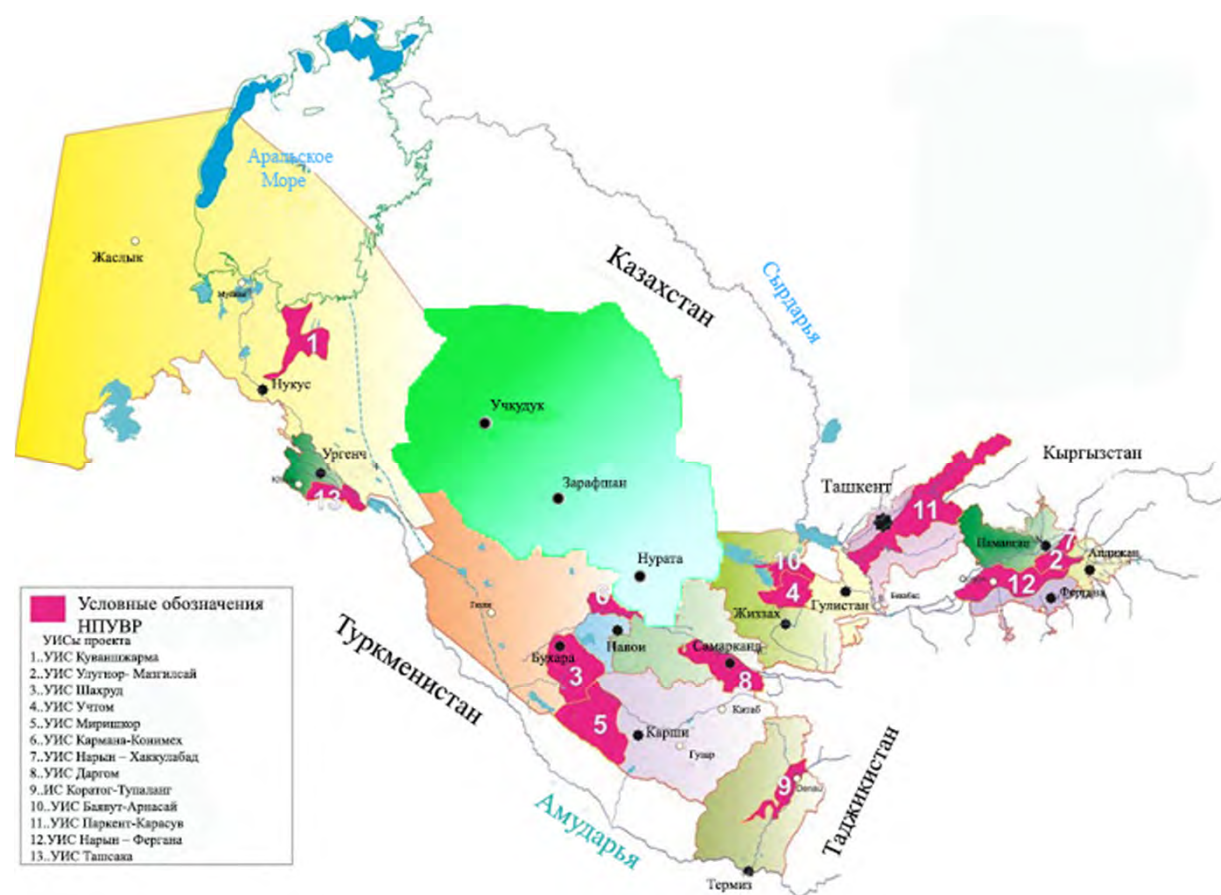 Аральское
Море
Жаслык
Казахстан
Сырдарья
Нукус
Учкудук
Ургенч
Зарафшан
Ташкент
Кыргызстан
Наманган
Андижан
Фергана
Нурата
Гулистан
Жиззах
Бекабад
Навои
Самарканд
Бухара
Туркменистан
Карши
Китаб
Гузар
Denau
Таджикистан
Амударья
Термиз
1
13
11
10
7
2
12
4
6
3
8
5
9
Условные обозначения
НПУВР
УИСы проекта
1..УИС Куванишжарма
2..УИС Улугнор- Мазгилсай
3..УИС Шахруд
4..УИС Учтом
5..УИС Миришкор
6..УИС Кармана-Конимех
7..УИС Нарын – Хаккулабад
8..УИС Даргом
9..ИС Коратог-Тупаланг
10..УИС Баявут-Арнасай
11..УИС Паркент-Карасув
12.УИС Нарын – Фергана
13..УИС Ташсака